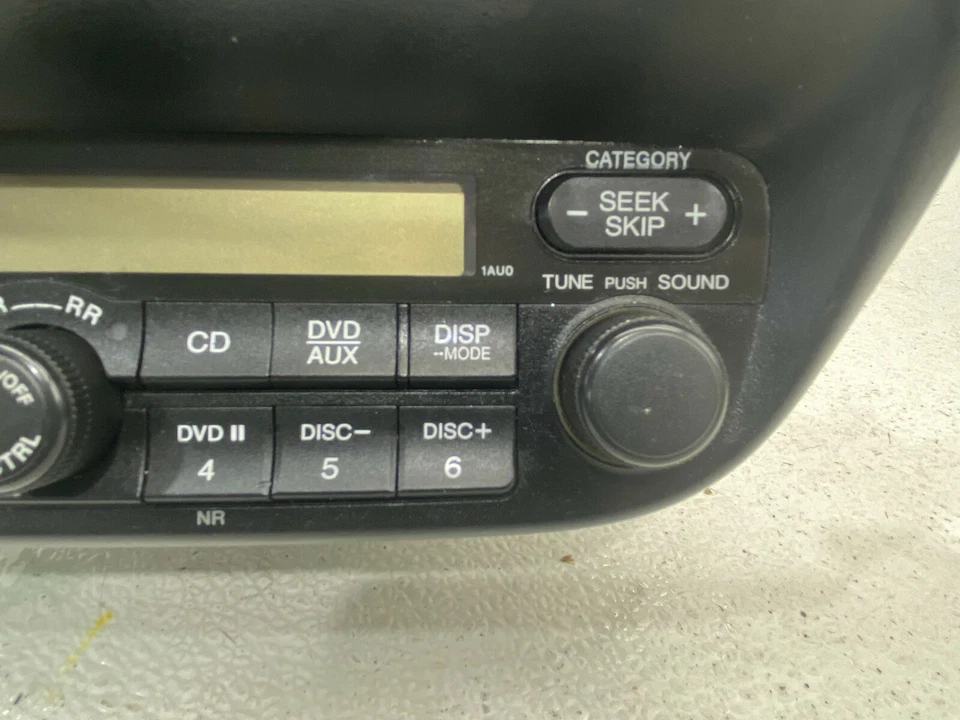 CATEGORY
- SEEK SKIP +
1AU0
TUNE PUSH SOUND
RR
CD
DVD
AUX
DISP
--MODE
/OFF
DVD II
4
DISC-
5
DISC+
6
NR